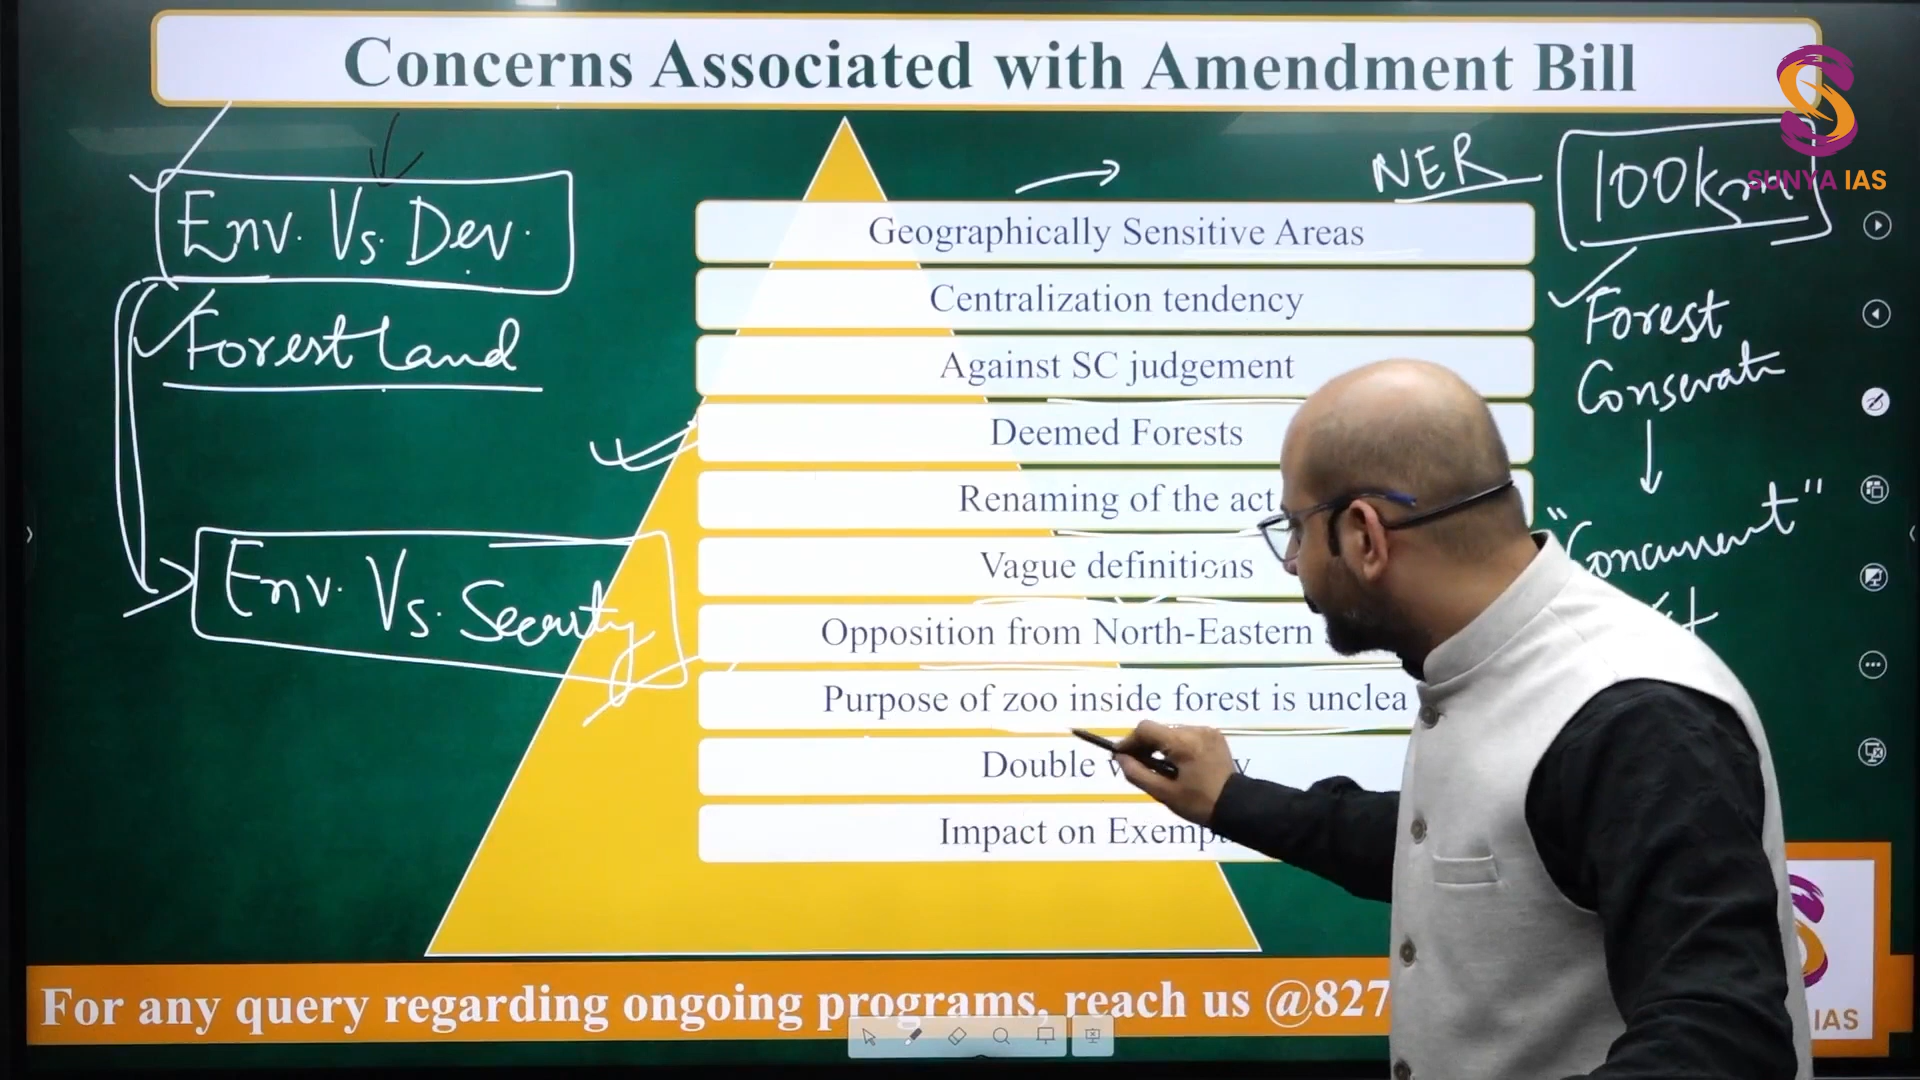 Concerns Associated with Amendment Bill
SUNYA IAS
NER
100km
Env. Vs. Dev.
Forest Land
Env. Vs. Security
Geographically Sensitive Areas
Centralization tendency
Against SC judgement
Deemed Forests
Renaming of the act
Vague definitions
Opposition from North-Eastern
Purpose of zoo inside forest is unclea
Double
Impact on
Forest
Conservati
"Concurrent"
For any query regarding ongoing programs, reach us @827
IAS